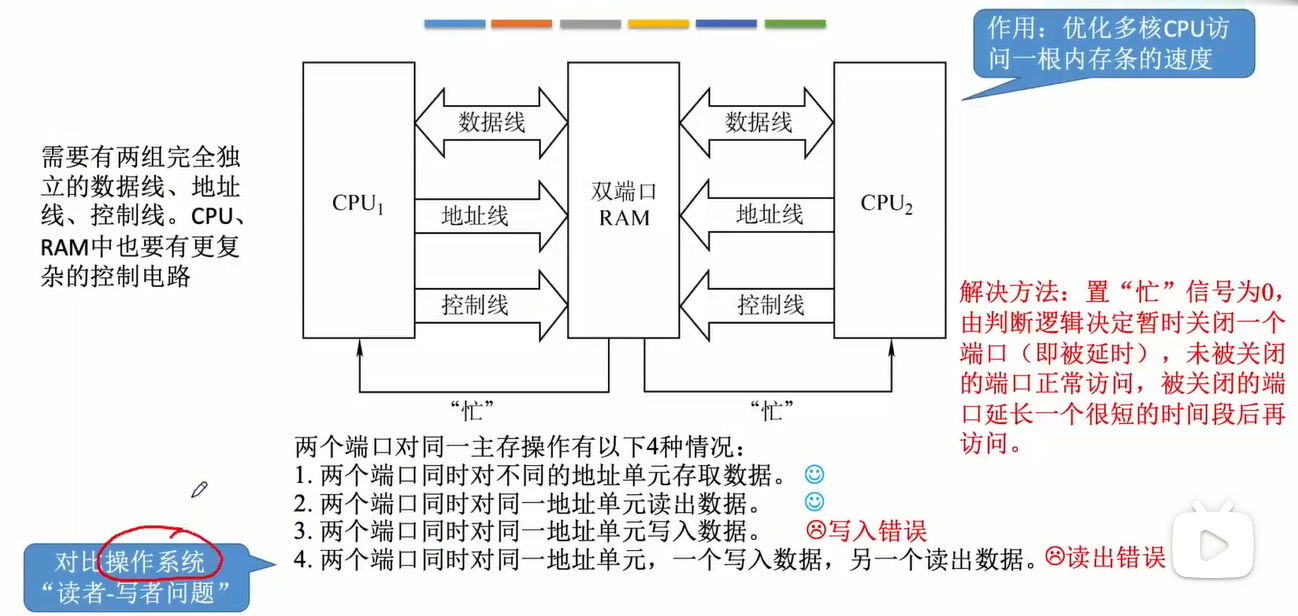 作用：优化多核CPU访
问一根内存条的速度
需要有两组完全独
立的数据线、地址
线、控制线。CPU、
RAM中也要有更复
杂的控制电路
CPU1
数据线
地址线
控制线
双端口
RAM
数据线
地址线
控制线
CPU2
“忙”
“忙”
解决方法：置“忙”信号为0，
由判断逻辑决定暂时关闭一个
端口（即被延时），未被关闭
的端口正常访问，被关闭的端
口延长一个很短的时间段后再
访问。
两个端口对同一主存操作有以下4种情况：
1. 两个端口同时对不同的地址单元存取数据。
2. 两个端口同时对同一地址单元读出数据。
3. 两个端口同时对同一地址单元写入数据。 写入错误
4. 两个端口同时对同一地址单元，一个写入数据，另一个读出数据。 读出错误
对比操作系统
“读者-写者问题”